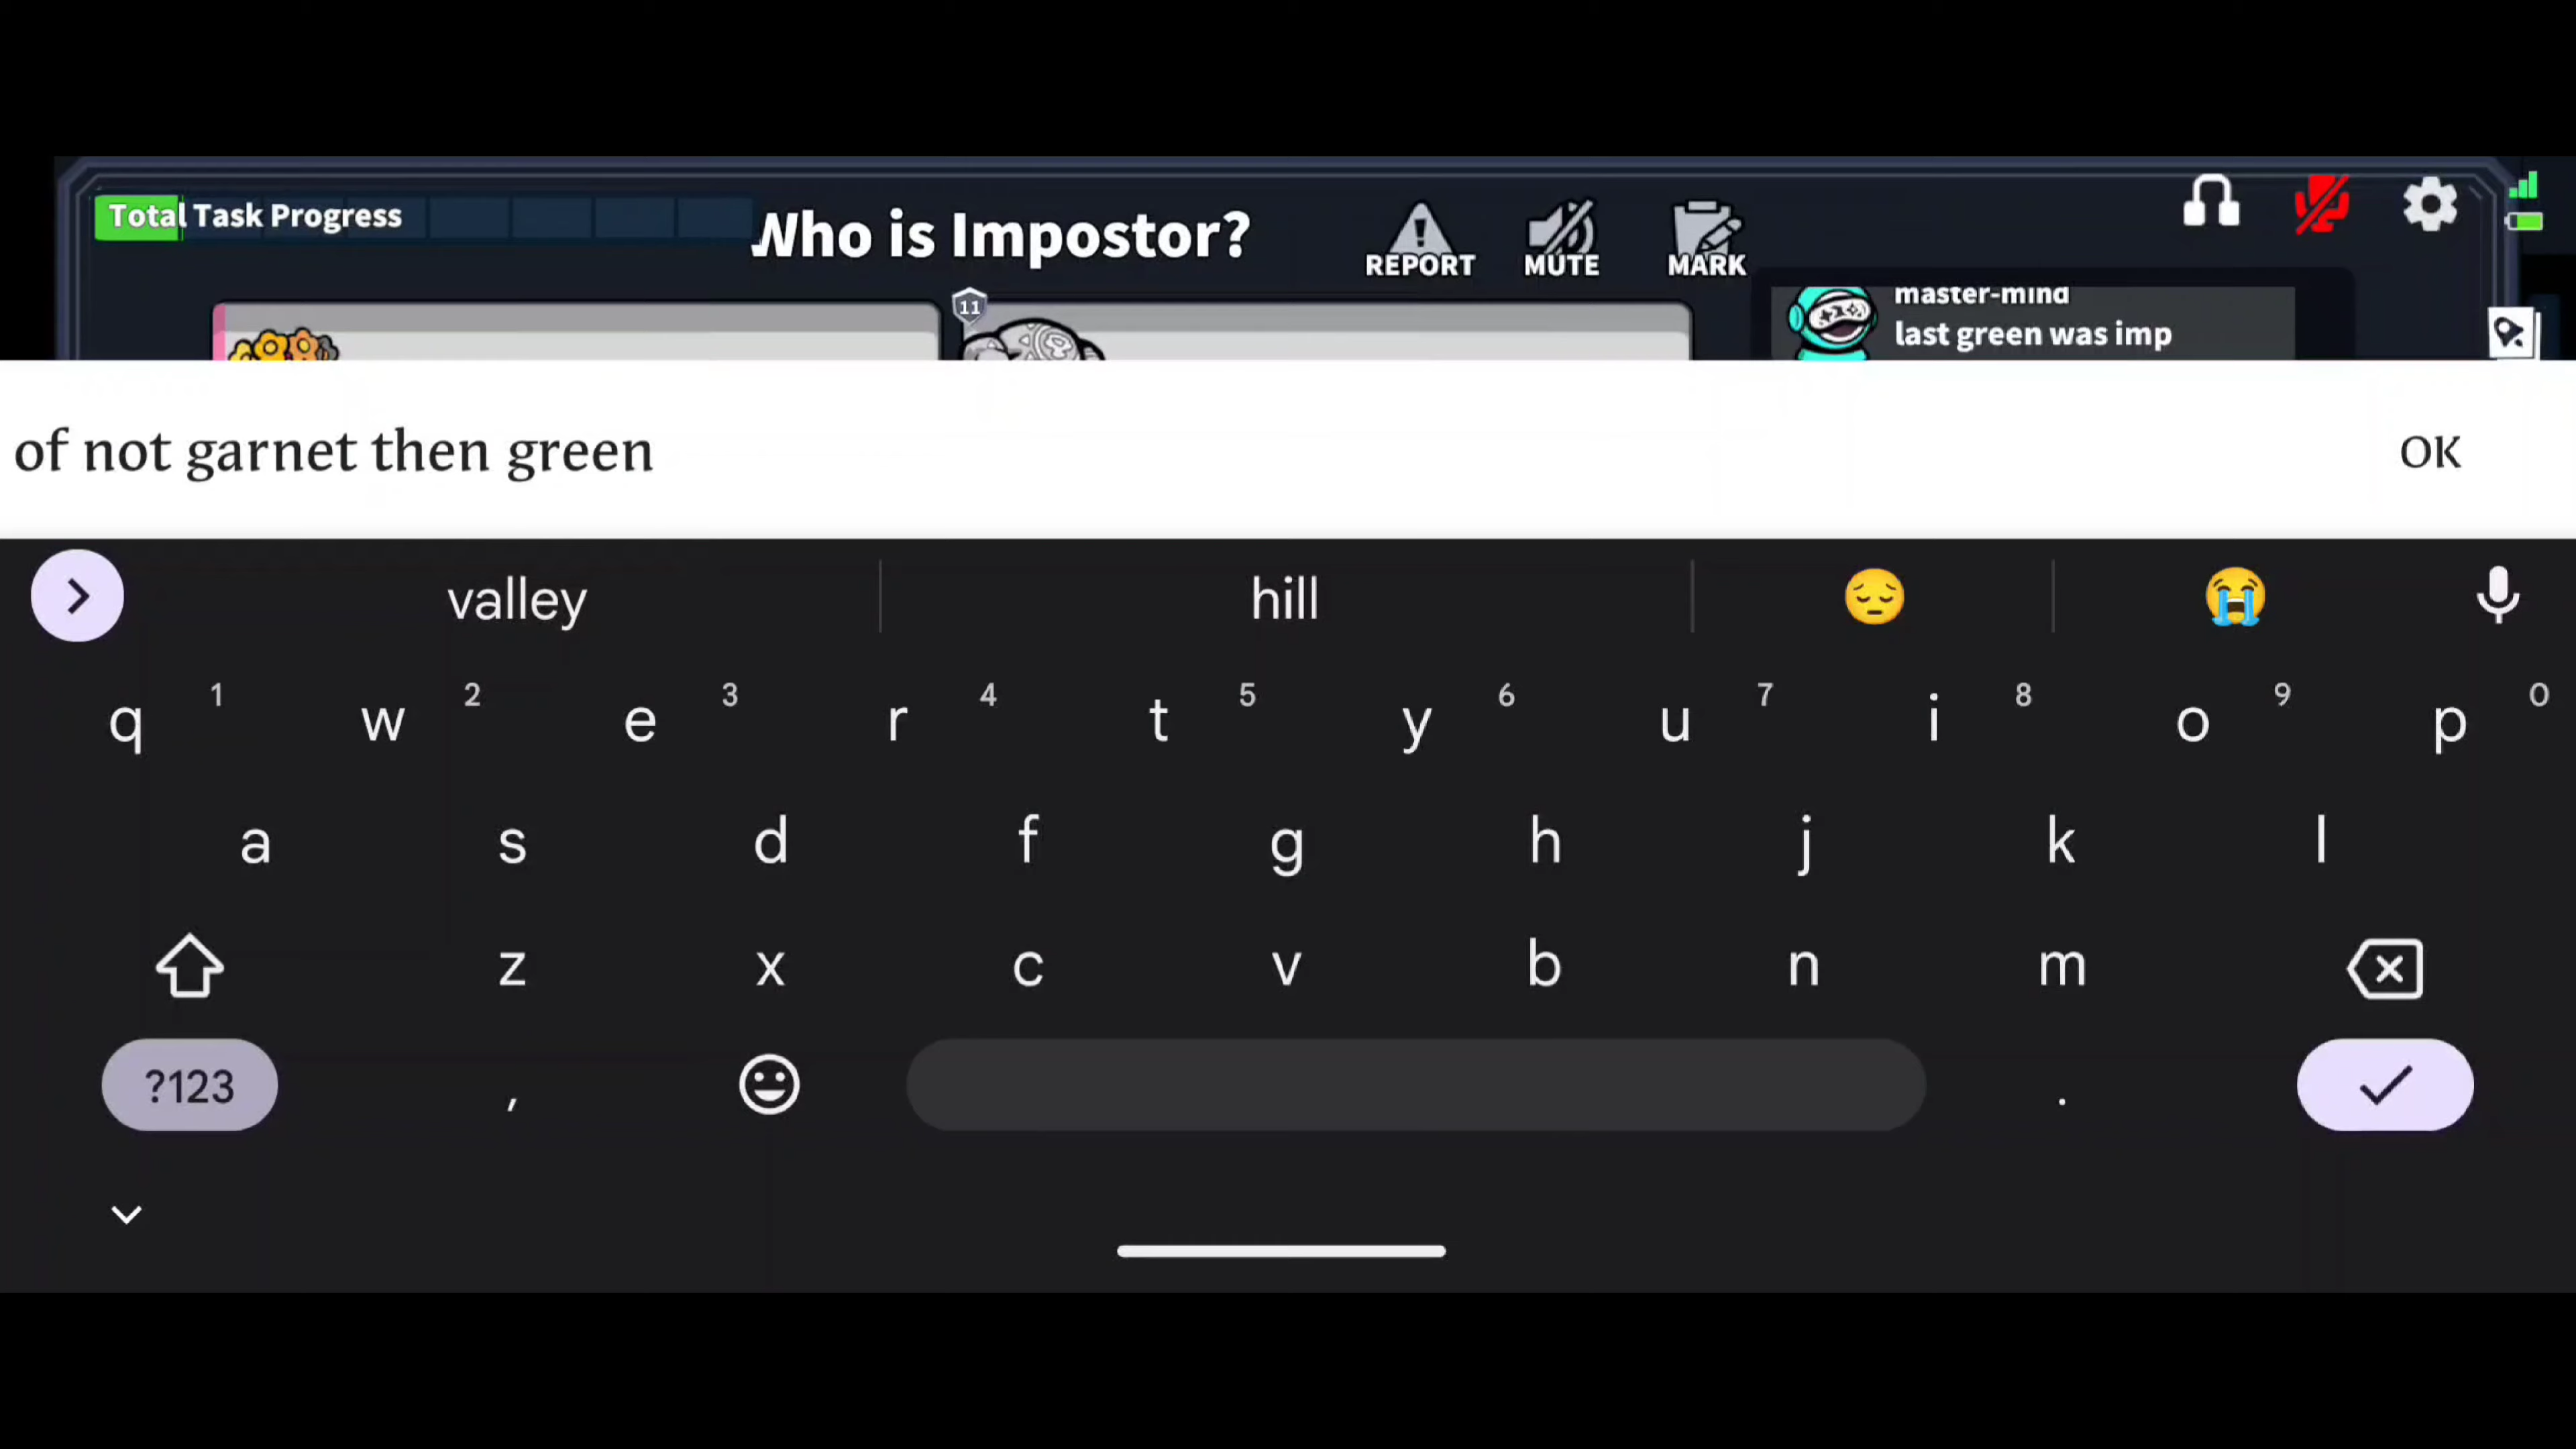 Total Task Progress
Who is Impostor?
REPORT
MUTE
MARK
11
master-mind
last green was imp
of not garnet then green
OK
valley
hill
q 1 w 2 e 3 r 4 t 5 y 6 u 7 i 8 o 9 p 0
a s d f g h j k l
z x c v b n m
?123 , .